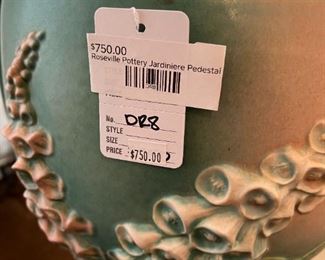 $750.00
Roseville Pottery Jardiniere Pedestal
No. DR8
STYLE
SIZE
PRICE $750.00